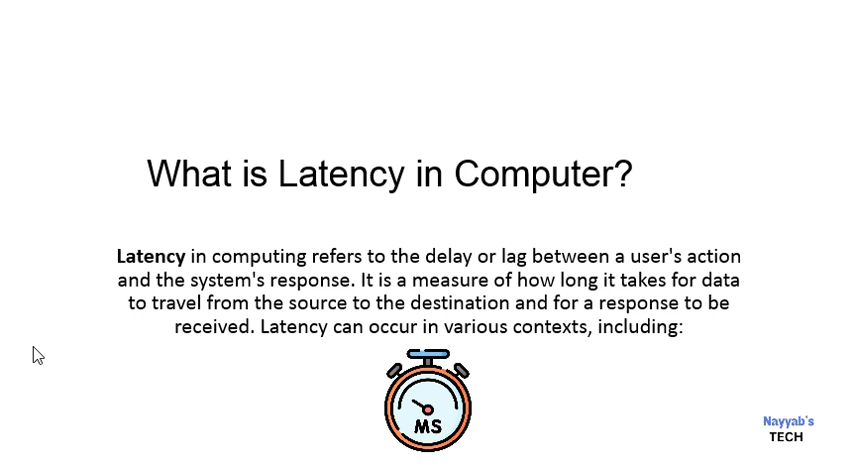 What is Latency in Computer?
Latency in computing refers to the delay or lag between a user's action
and the system's response. It is a measure of how long it takes for data
to travel from the source to the destination and for a response to be
received. Latency can occur in various contexts, including:
MS
Nayyab's
TECH